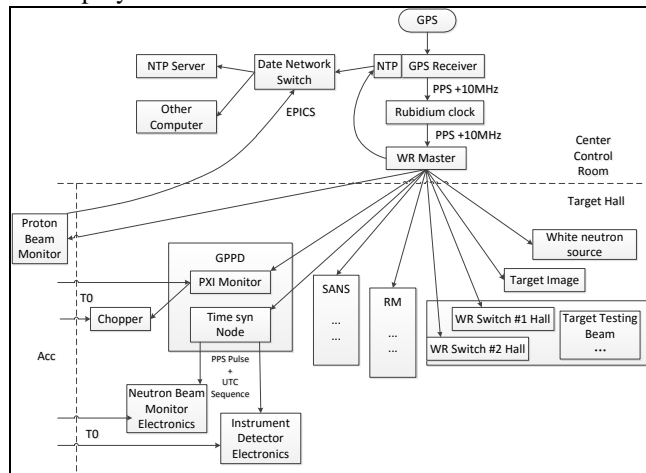 GPS
NTP
GPS Receiver
NTP Server
Date Network
Switch
PPS +10MHz
Other
Computer
EPICS
Rubidium clock
PPS +10MHz
WR Master
Center
Control
Room
Target Hall
Proton
Beam
Monitor
White neutron
source
GPPD
PXI Monitor
Target Image
SANS
...
...
RM
...
...
T0
Chopper
Time syn
Node
WR Switch #1 Hall
WR Switch #2 Hall
Target Testing
Beam
...
Acc
PPS Pulse
+
UTC
Sequence
Neutron Beam
Monitor
Electronics
T0
Instrument
Detector
Electronics